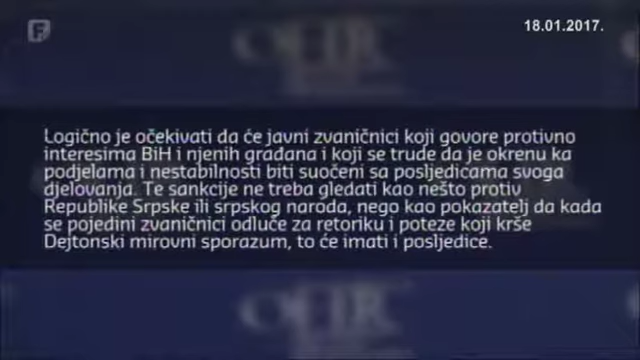 F
18.01.2017.
OHR
Logično je očekivati da će javni zvaničnici koji govore protivno
interesima BiH i njenih građana i koji se trude da je okrenu ka
podjelama i nestabilnosti biti suočeni sa posljedicama svoga
djelovanja. Te sankcije ne treba gledati kao nešto protiv
Republike Srpske ili srpskog naroda, nego kao pokazatelj da kada
se pojedini zvaničnici odluče za retoriku i poteze koji krše
Dejtonski mirovni sporazum, to će imati i posljedice.
OHR